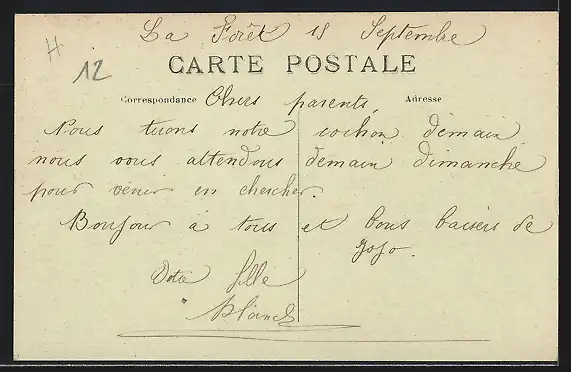 La Forêt 18 Septembre
H
12
CARTE POSTALE
Correspondance Chers parents, Adresse
Nous tuons notre cochon demain
nous vous attendons demain dimanche
pour venir en chercher.
Bonjour à tous et bons baisers de
Jojo.
Votre fille
Blanch